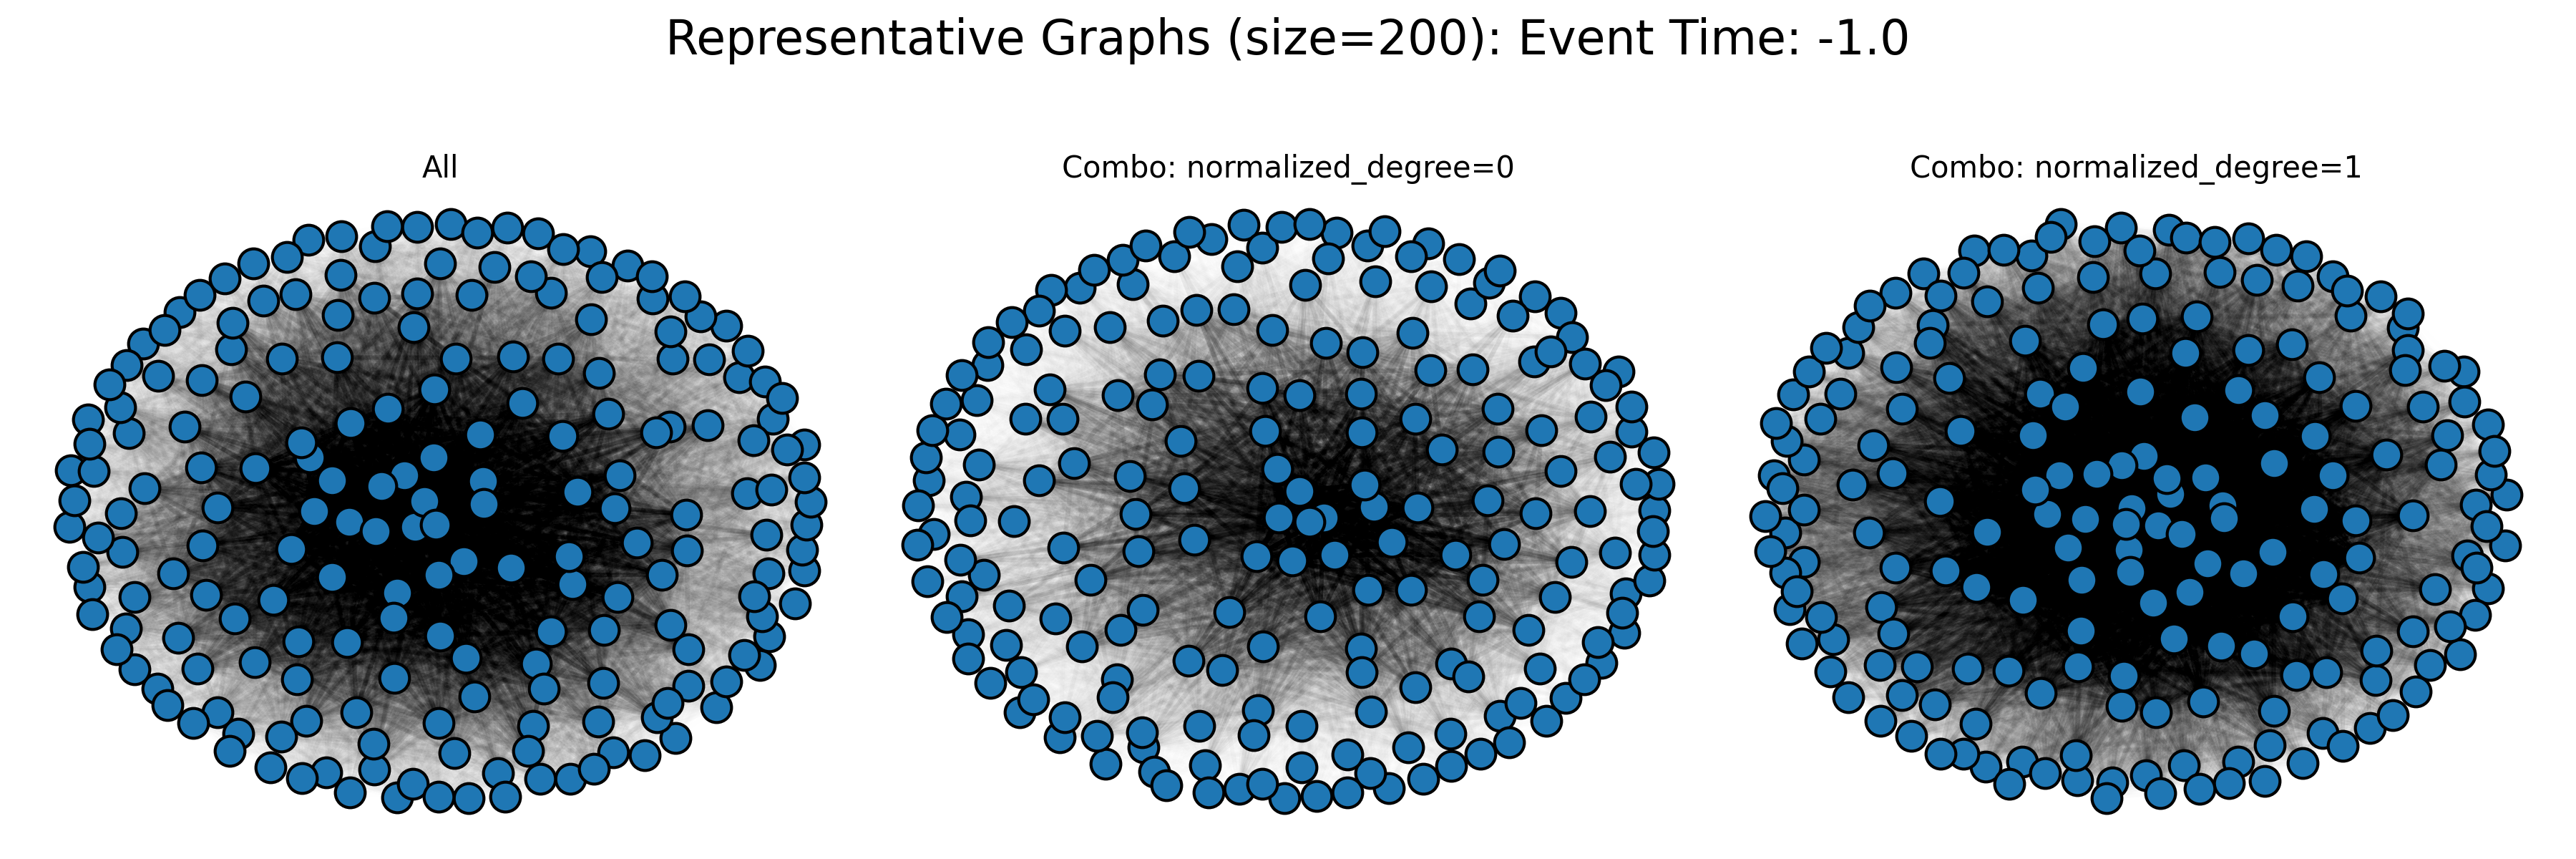 Representative Graphs (size=200): Event Time: -1.0
All
Combo: normalized_degree=0
Combo: normalized_degree=1